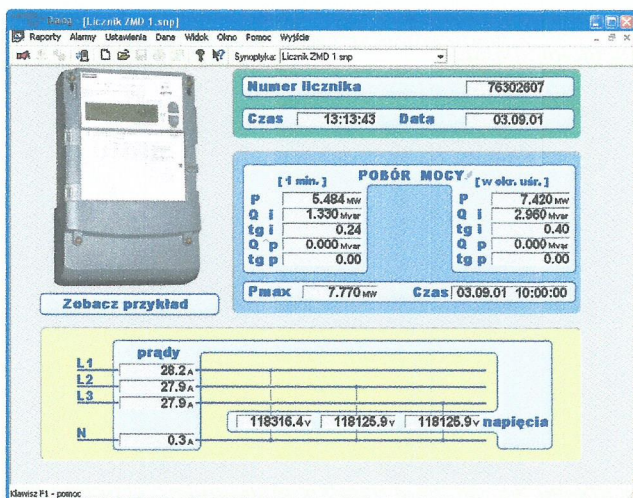 Dana - [Licznik ZMD 1.snp]
Raporty Alarmy Ustawienia Dane Widok Okno Pomoc Wyjście
Synoptyka: Licznik ZMD 1 snp
Numer licznika 76302607
Czas 13:13:43 Data 03.09.01
POBÓR MOCY
[1 min.] [w okr. uśr.]
P 5.484 MW P 7.420 MW
Q i 1.330 Mvar Q i 2.960 Mvar
tg i 0.24 tg i 0.40
Q p 0.000 Mvar Q p 0.000 Mvar
tg p 0.00 tg p 0.00
Zobacz przykład
Pmax 7.770 MW Czas 03.09.01 10:00:00
prądy
L1 28.2 A
L2 27.9 A
L3 27.9 A
118316.4 V 118125.9 V 118125.9 V napięcia
N 0.3 A
Klawisz F1 - pomoc